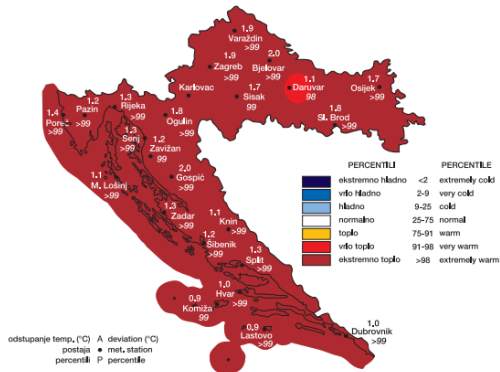 1.9
Varaždin
>99
1.9
Zagreb
>99
2.0
Bjelovar
>99
Karlovac
1.7
Sisak
99
1.1
Daruvar
98
1.7
Osijek
>99
1.8
Sl. Brod
>99
1.4
Poreč
>99
1.2
Pazin
>99
1.3
Rijeka
>99
1.8
Ogulin
>99
1.3
Senj
>99
1.2
Zavižan
>99
2.0
Gospić
>99
1.1
M. Lošinj
>99
1.3
Zadar
>99
1.1
Knin
>99
1.2
Šibenik
>99
1.3
Split
>99
1.0
Hvar
>99
0.9
Komiža
99
0.9
Lastovo
>99
1.0
Dubrovnik
>99
PERCENTILI PERCENTILE
ekstremno hladno <2 extremely cold
vrlo hladno 2-9 very cold
hladno 9-25 cold
normalno 25-75 normal
toplo 75-91 warm
vrlo toplo 91-98 very warm
ekstremno toplo >98 extremely warm
odstupanje temp. (°C) A deviation (°C)
postaja ● met. station
percentili P percentile